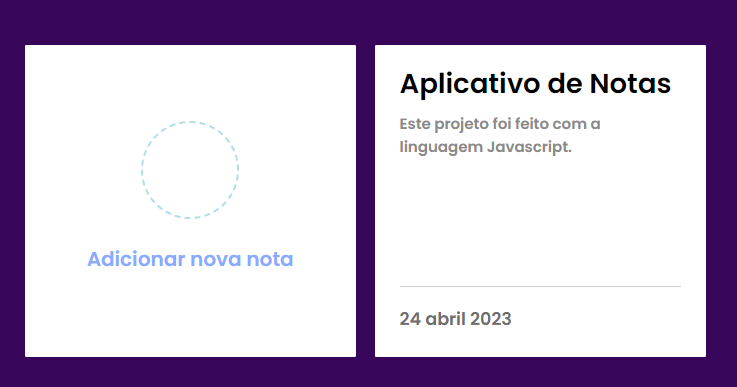 Adicionar nova nota
Aplicativo de Notas
Este projeto foi feito com a
linguagem Javascript.
24 abril 2023